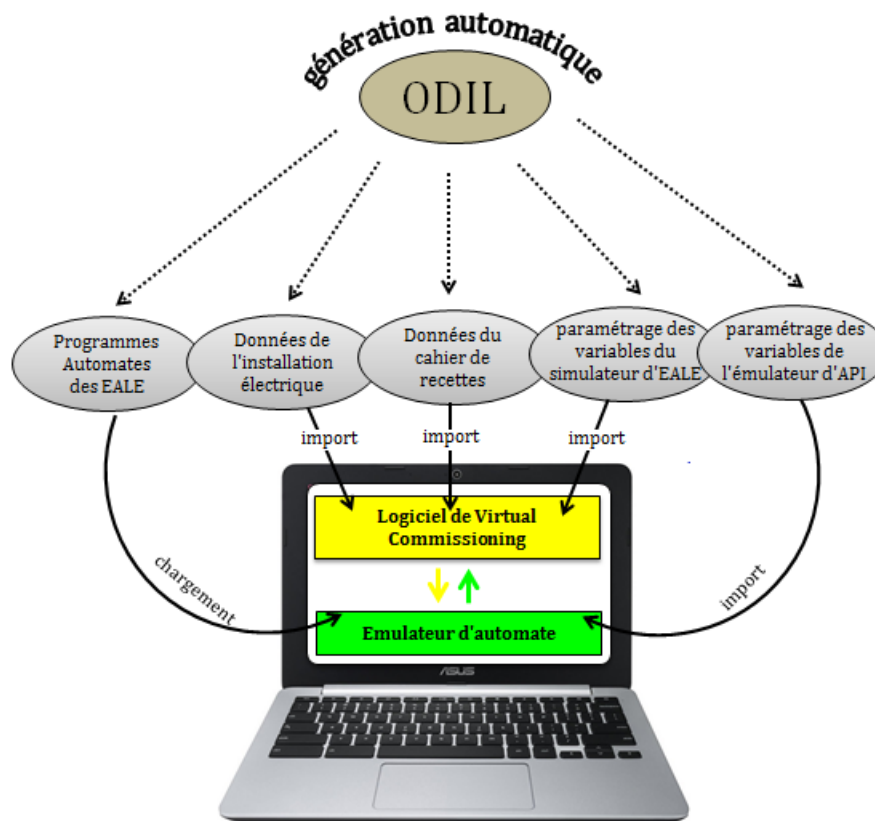 génération automatique
ODIL
Programmes
Automates
des EALE
Données de
l'installation
électrique
Données du
cahier de
recettes
paramétrage des
variables du
simulateur d'EALE
paramétrage des
variables de
l'émulateur d'API
import
import
import
chargement
import
Logiciel de Virtual
Commissioning
Emulateur d'automate
ASUS